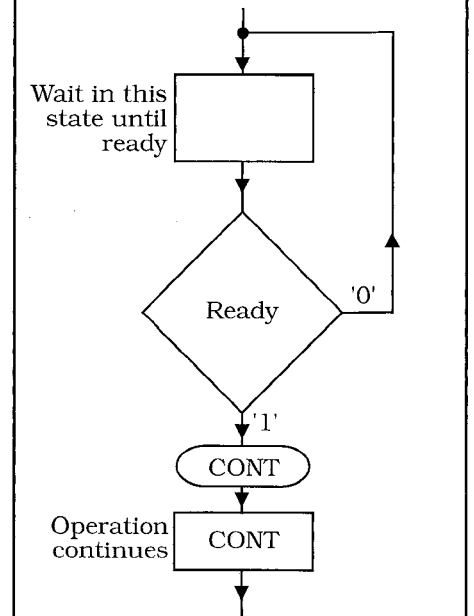 Wait in this
state until
ready
Ready
'0'
'1'
CONT
Operation
continues
CONT